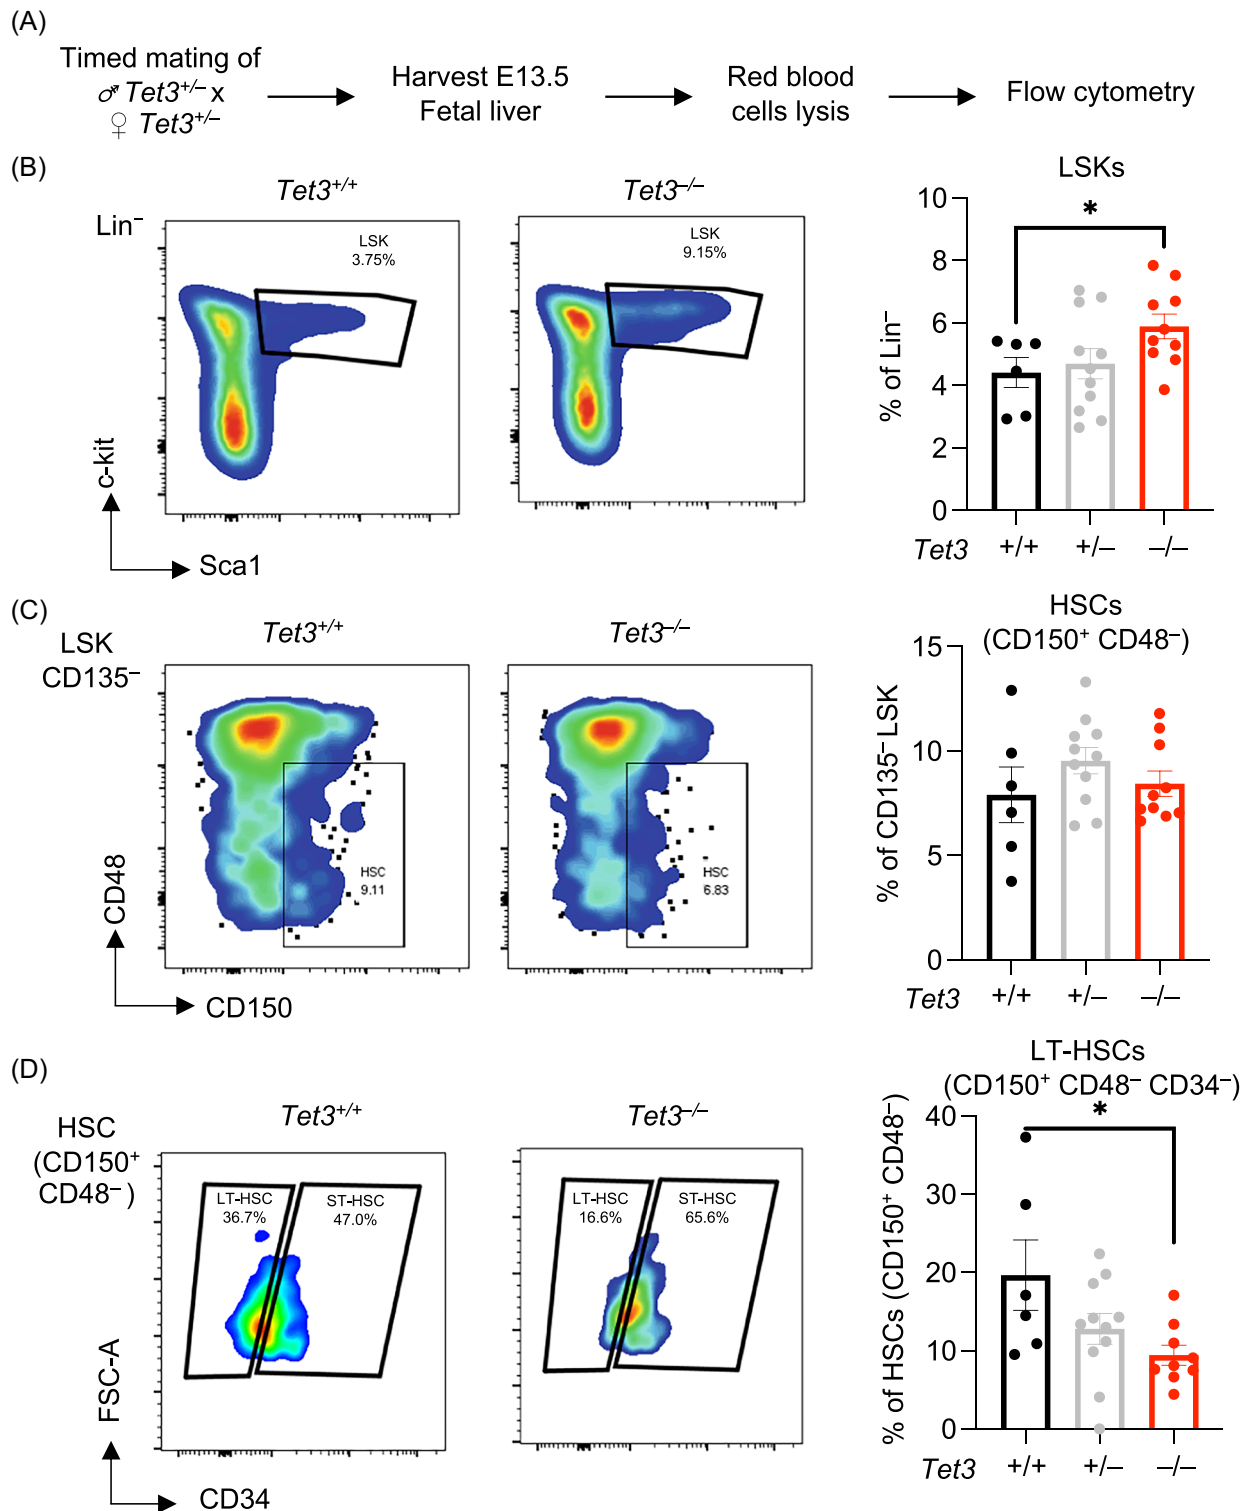 (A)
Timed mating of
♂ Tet3+/– x
♀ Tet3+/–
Harvest E13.5
Fetal liver
Red blood
cells lysis
Flow cytometry
(B)
Lin–
Tet3+/+
LSK
3.75%
Tet3–/–
LSK
9.15%
c-kit
Sca1
LSKs
*
% of Lin–
10
8
6
4
2
0
Tet3 +/+ +/– –/–
(C)
LSK
CD135–
Tet3+/+
HSC
9.11
Tet3–/–
HSC
6.83
CD48
CD150
HSCs
(CD150+ CD48–)
% of CD135– LSK
15
10
5
0
Tet3 +/+ +/– –/–
(D)
HSC
(CD150+
CD48–)
Tet3+/+
LT-HSC
36.7%
ST-HSC
47.0%
Tet3–/–
LT-HSC
16.6%
ST-HSC
65.6%
FSC-A
CD34
LT-HSCs
(CD150+ CD48– CD34–)
*
% of HSCs (CD150+ CD48–)
40
30
20
10
0
Tet3 +/+ +/– –/–